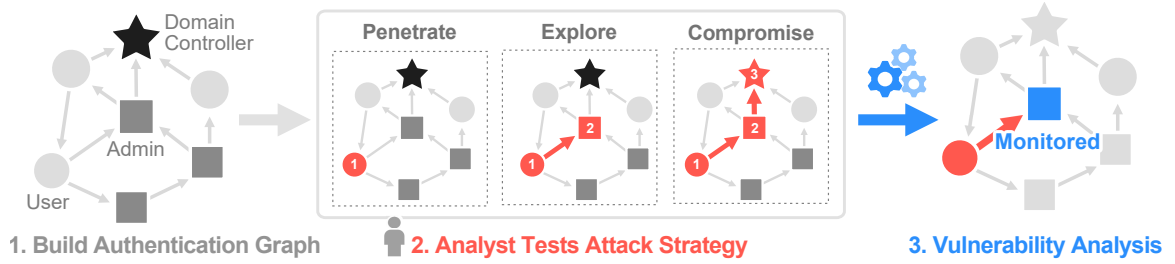 Domain
Controller
Admin
User
1. Build Authentication Graph
Penetrate
1
Explore
2
1
Compromise
3
2
1
2. Analyst Tests Attack Strategy
Monitored
3. Vulnerability Analysis